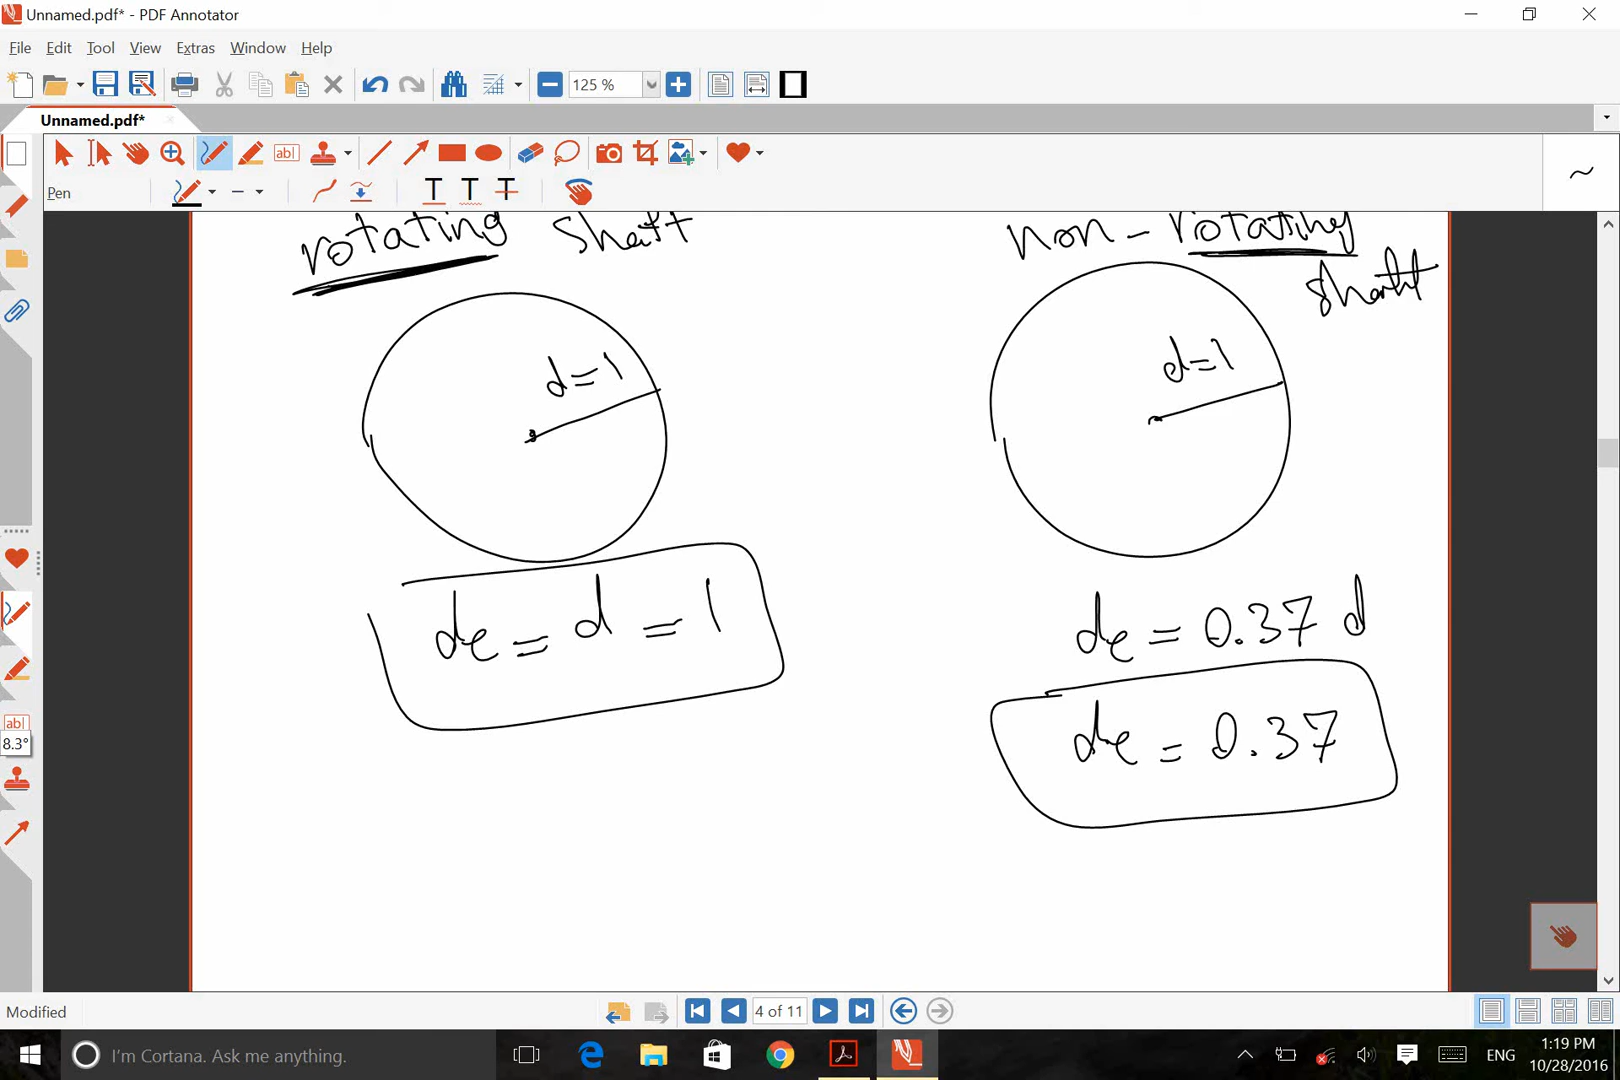 Unnamed.pdf* - PDF Annotator
File Edit Tool View Extras Window Help
125 %
Unnamed.pdf*
ab|
Pen
T T T
rotating shaft
non-rotating
shaft
d=1
d=1
de = d = 1
de = 0.37 d
de = 0.37
ab|
8.3°
Modified
4 of 11
I'm Cortana. Ask me anything.
ENG
1:19 PM
10/28/2016